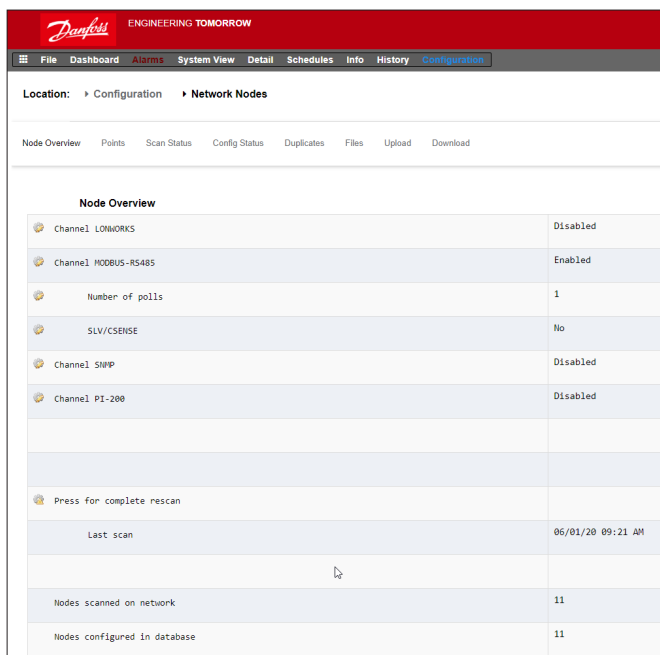 Danfoss ENGINEERING TOMORROW
File Dashboard Alarms System View Detail Schedules Info History Configuration
Location: Configuration Network Nodes
Node Overview Points Scan Status Config Status Duplicates Files Upload Download
Node Overview
Channel LONWORKS Disabled
Channel MODBUS-RS485 Enabled
Number of polls 1
SLV/CSENSE No
Channel SNMP Disabled
Channel PI-200 Disabled
Press for complete rescan
Last scan 06/01/20 09:21 AM
Nodes scanned on network 11
Nodes configured in database 11